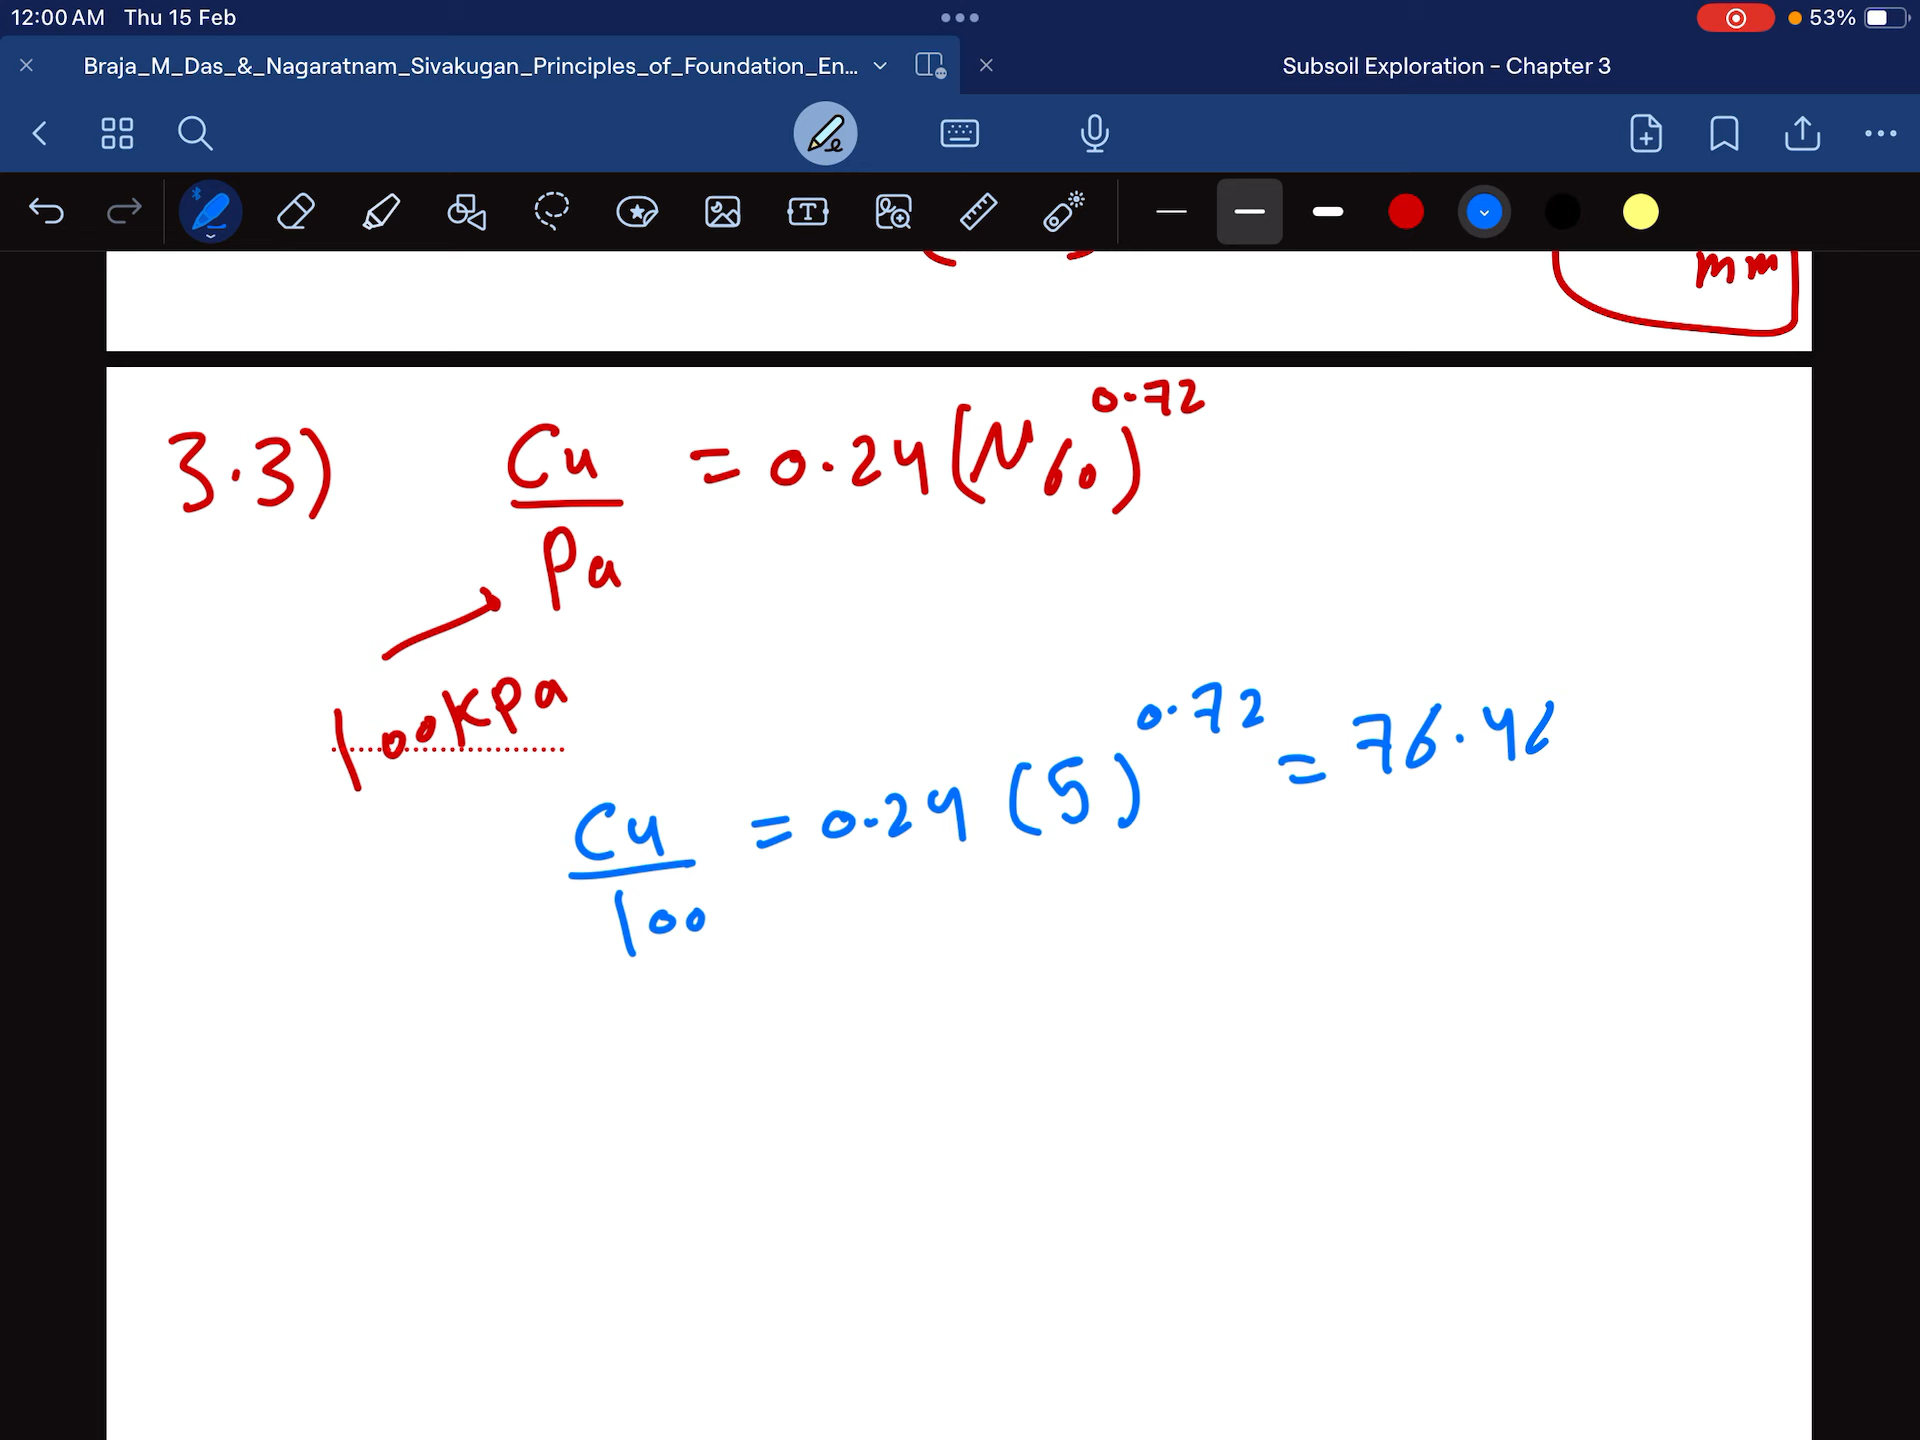 12:00 AM Thu 15 Feb
53%
Braja_M_Das_&_Nagaratnam_Sivakugan_Principles_of_Foundation_En...
Subsoil Exploration - Chapter 3
mm
3.3) Cu/Pa = 0.24 (N60)^0.72
100KPa
Cu/100 = 0.24 (5)^0.72 = 76.46